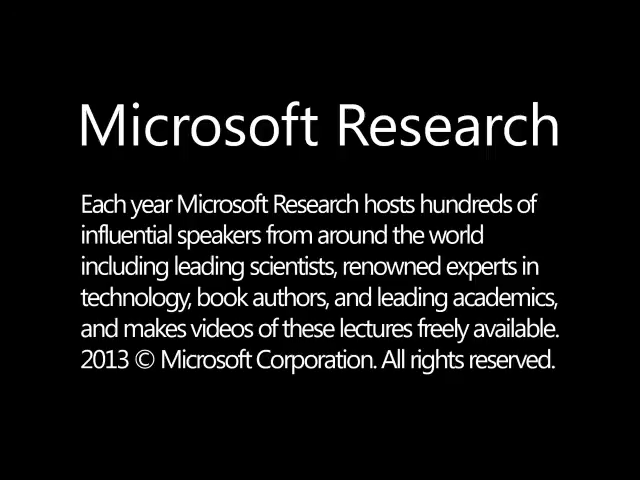 Microsoft Research
Each year Microsoft Research hosts hundreds of
influential speakers from around the world
including leading scientists, renowned experts in
technology, book authors, and leading academics,
and makes videos of these lectures freely available.
2013 © Microsoft Corporation. All rights reserved.